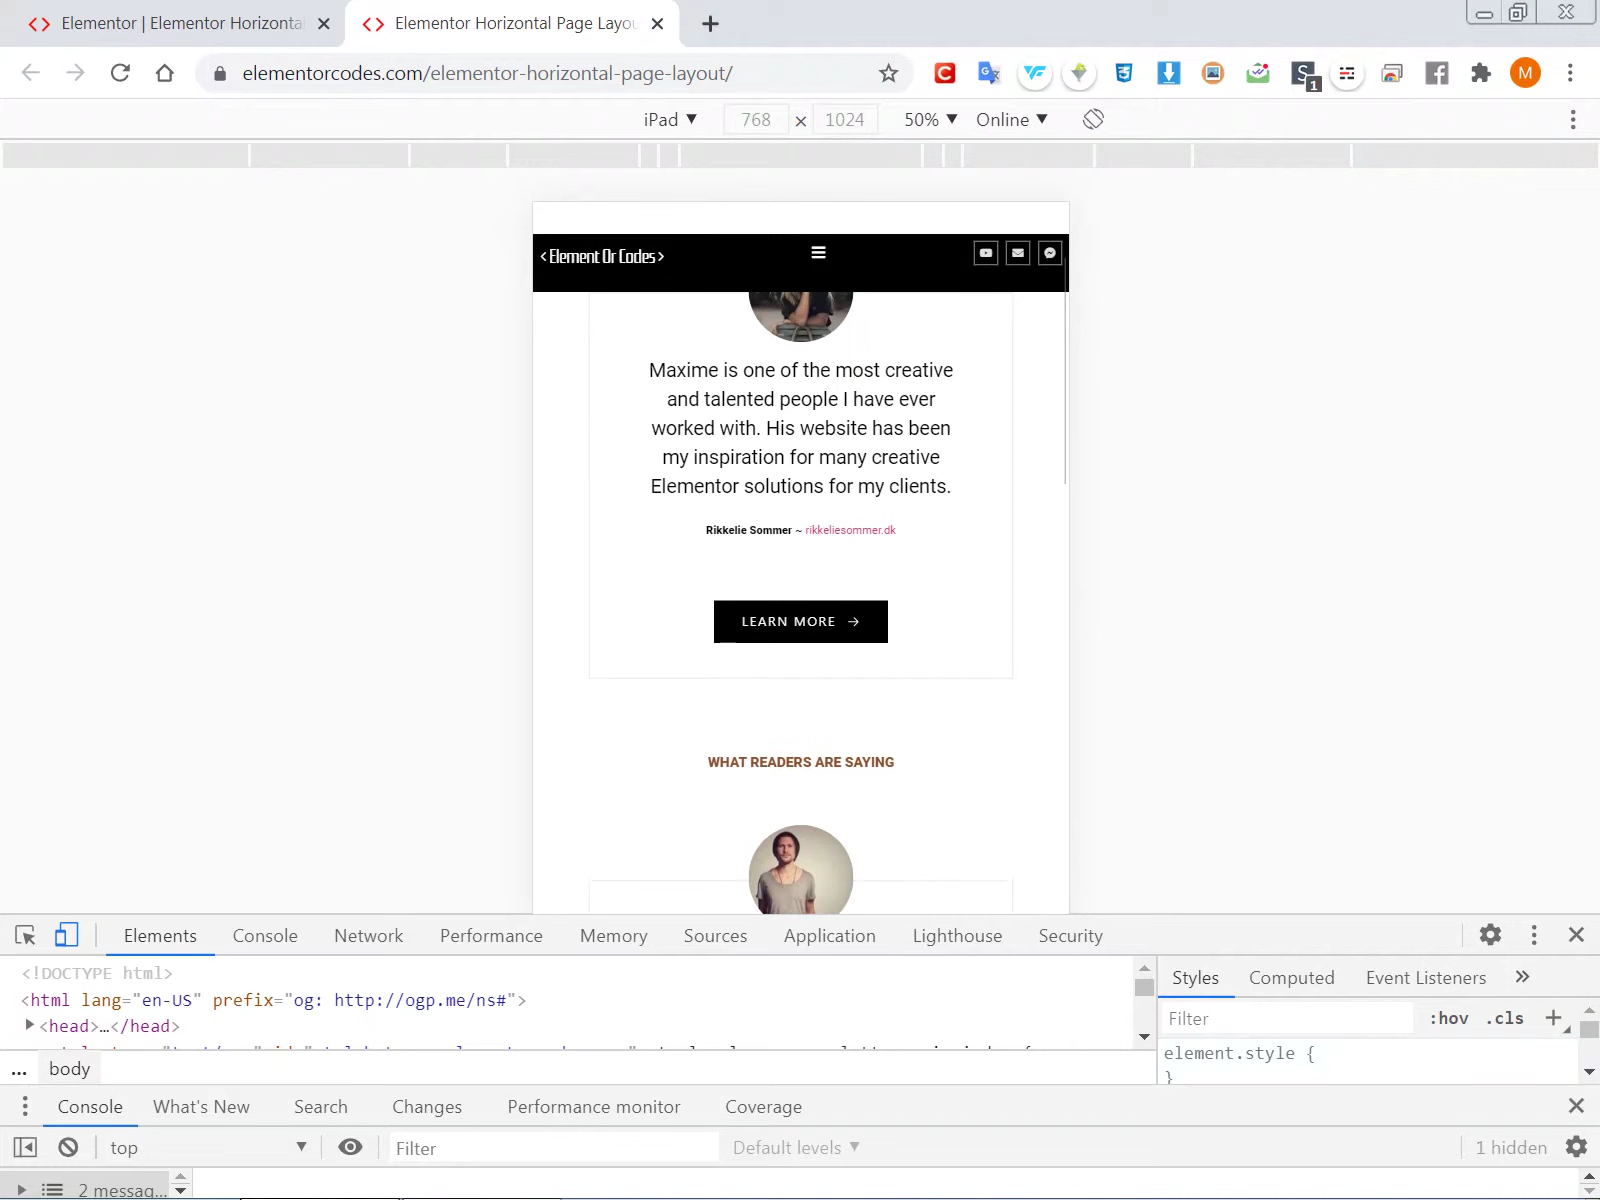 Elementor | Elementor Horizonta
Elementor Horizontal Page Layou
elementorcodes.com/elementor-horizontal-page-layout/
M
S 1
iPad ▼ 768 × 1024 50% ▼ Online ▼
<Element Or Codes>
Maxime is one of the most creative
and talented people I have ever
worked with. His website has been
my inspiration for many creative
Elementor solutions for my clients.
Rikkelie Sommer ~ rikkeliesommer.dk
LEARN MORE →
WHAT READERS ARE SAYING
Elements Console Network Performance Memory Sources Application Lighthouse Security
<!DOCTYPE html>
<html lang="en-US" prefix="og: http://ogp.me/ns#">
<head>…</head>
... body
Styles Computed Event Listeners »
Filter :hov .cls +
element.style {
}
Console What's New Search Changes Performance monitor Coverage
top ▼ Filter Default levels ▼ 1 hidden
2 messag...